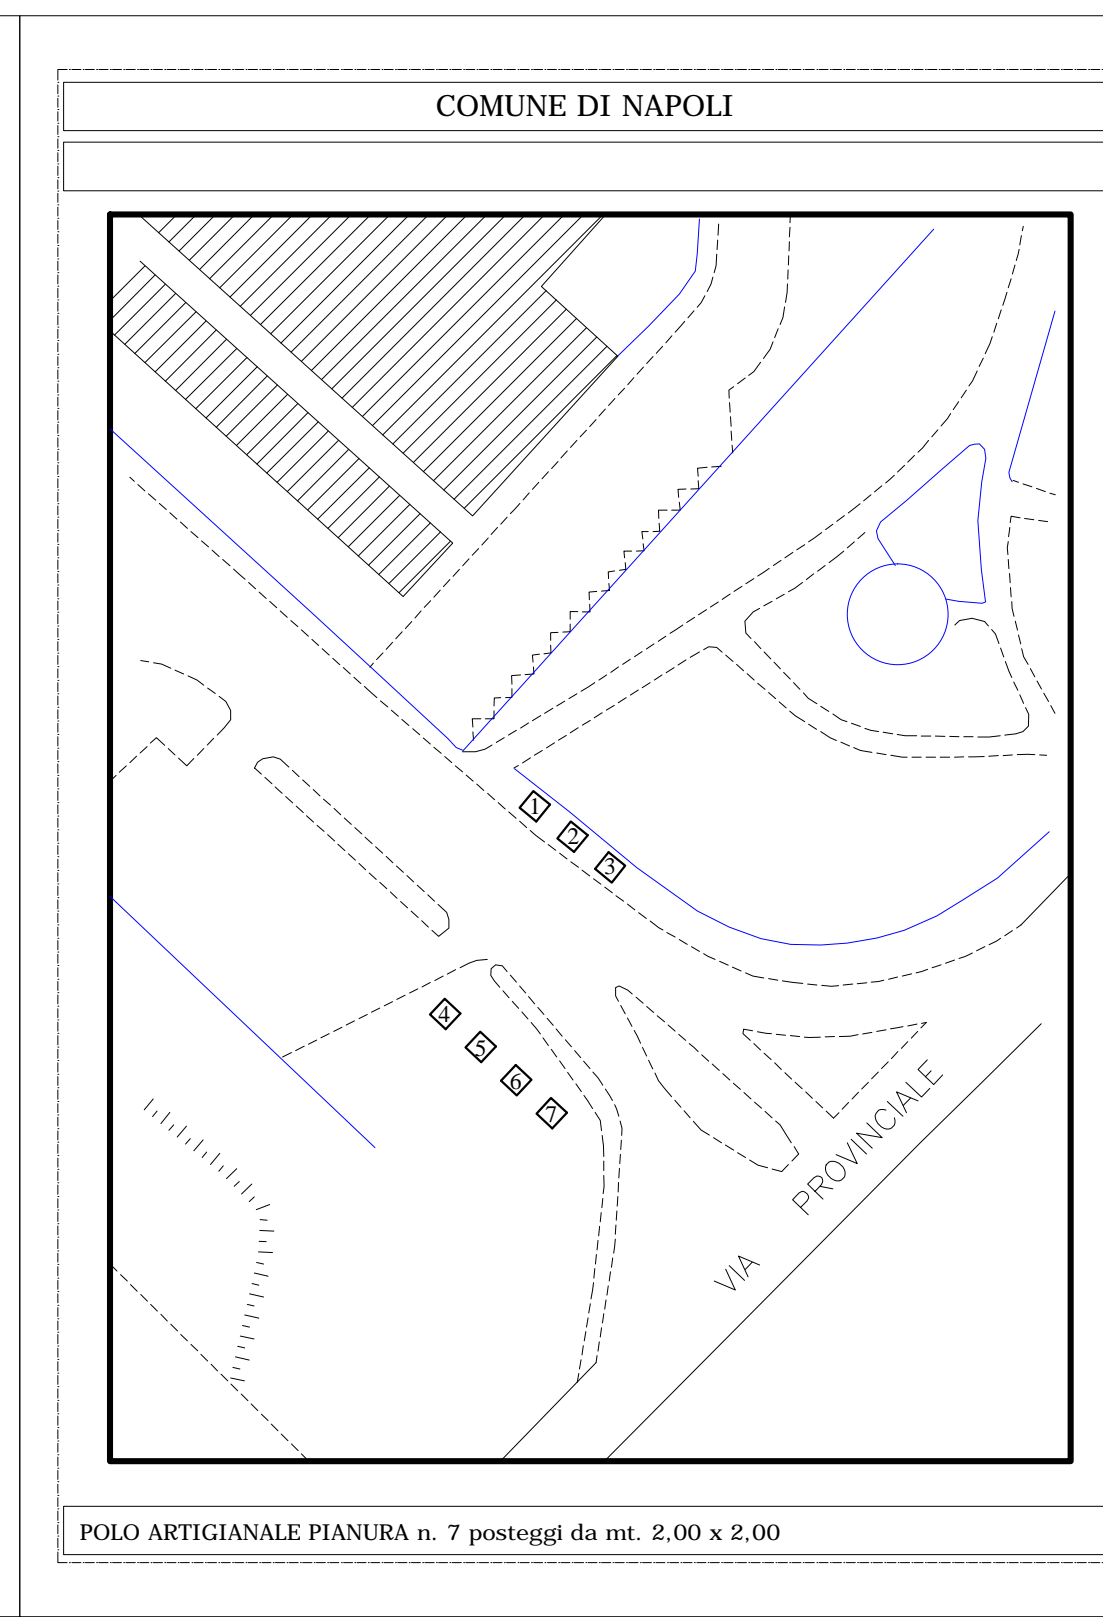 COMUNE DI NAPOLI
1
2
3
4
5
6
7
VIA PROVINCIALE
POLO ARTIGIANALE PIANURA n. 7 posteggi da mt. 2,00 x 2,00